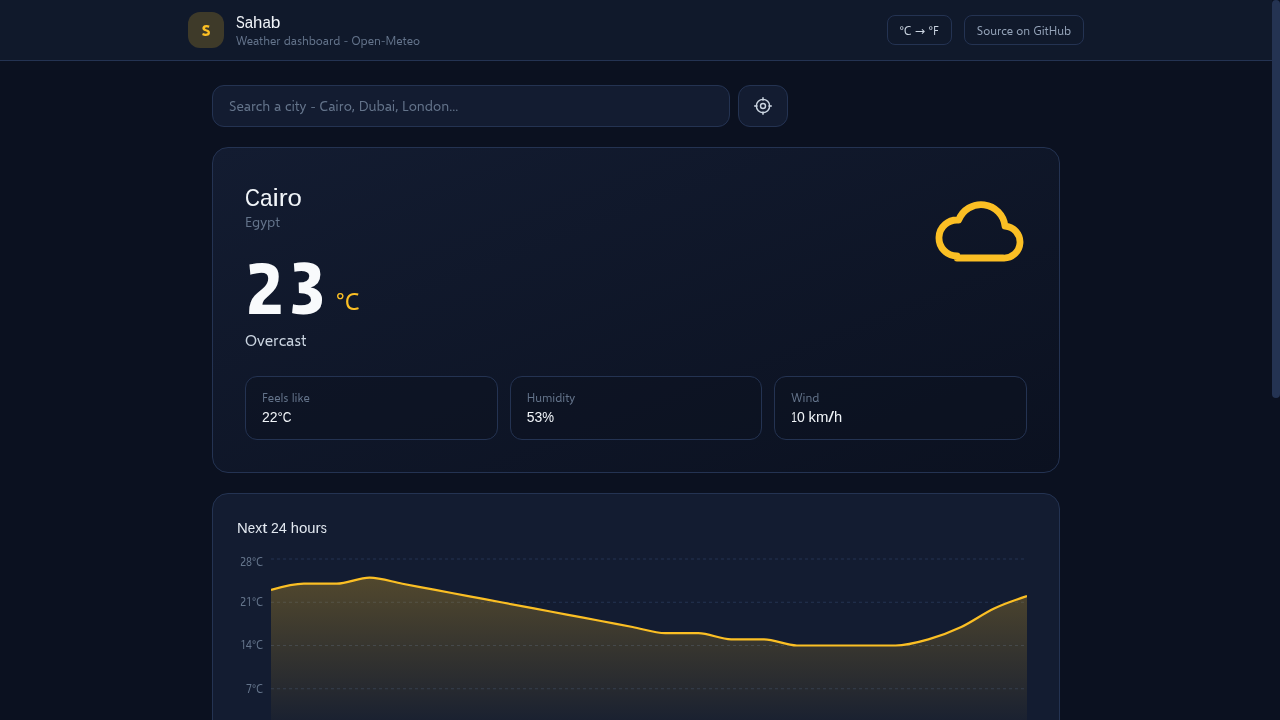 S
Sahab
Weather dashboard - Open-Meteo
°C → °F
Source on GitHub
Search a city - Cairo, Dubai, London...
Cairo
Egypt
23 °C
Overcast
Feels like
22°C
Humidity
53%
Wind
10 km/h
Next 24 hours
28°C
21°C
14°C
7°C